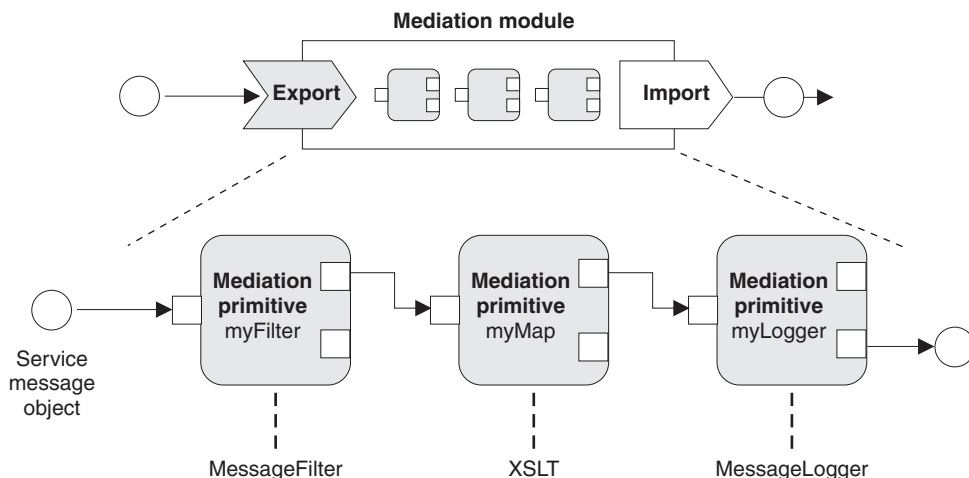 Mediation module
Export
Import
Mediation
primitive
myFilter
Mediation
primitive
myMap
Mediation
primitive
myLogger
Service
message
object
MessageFilter
XSLT
MessageLogger